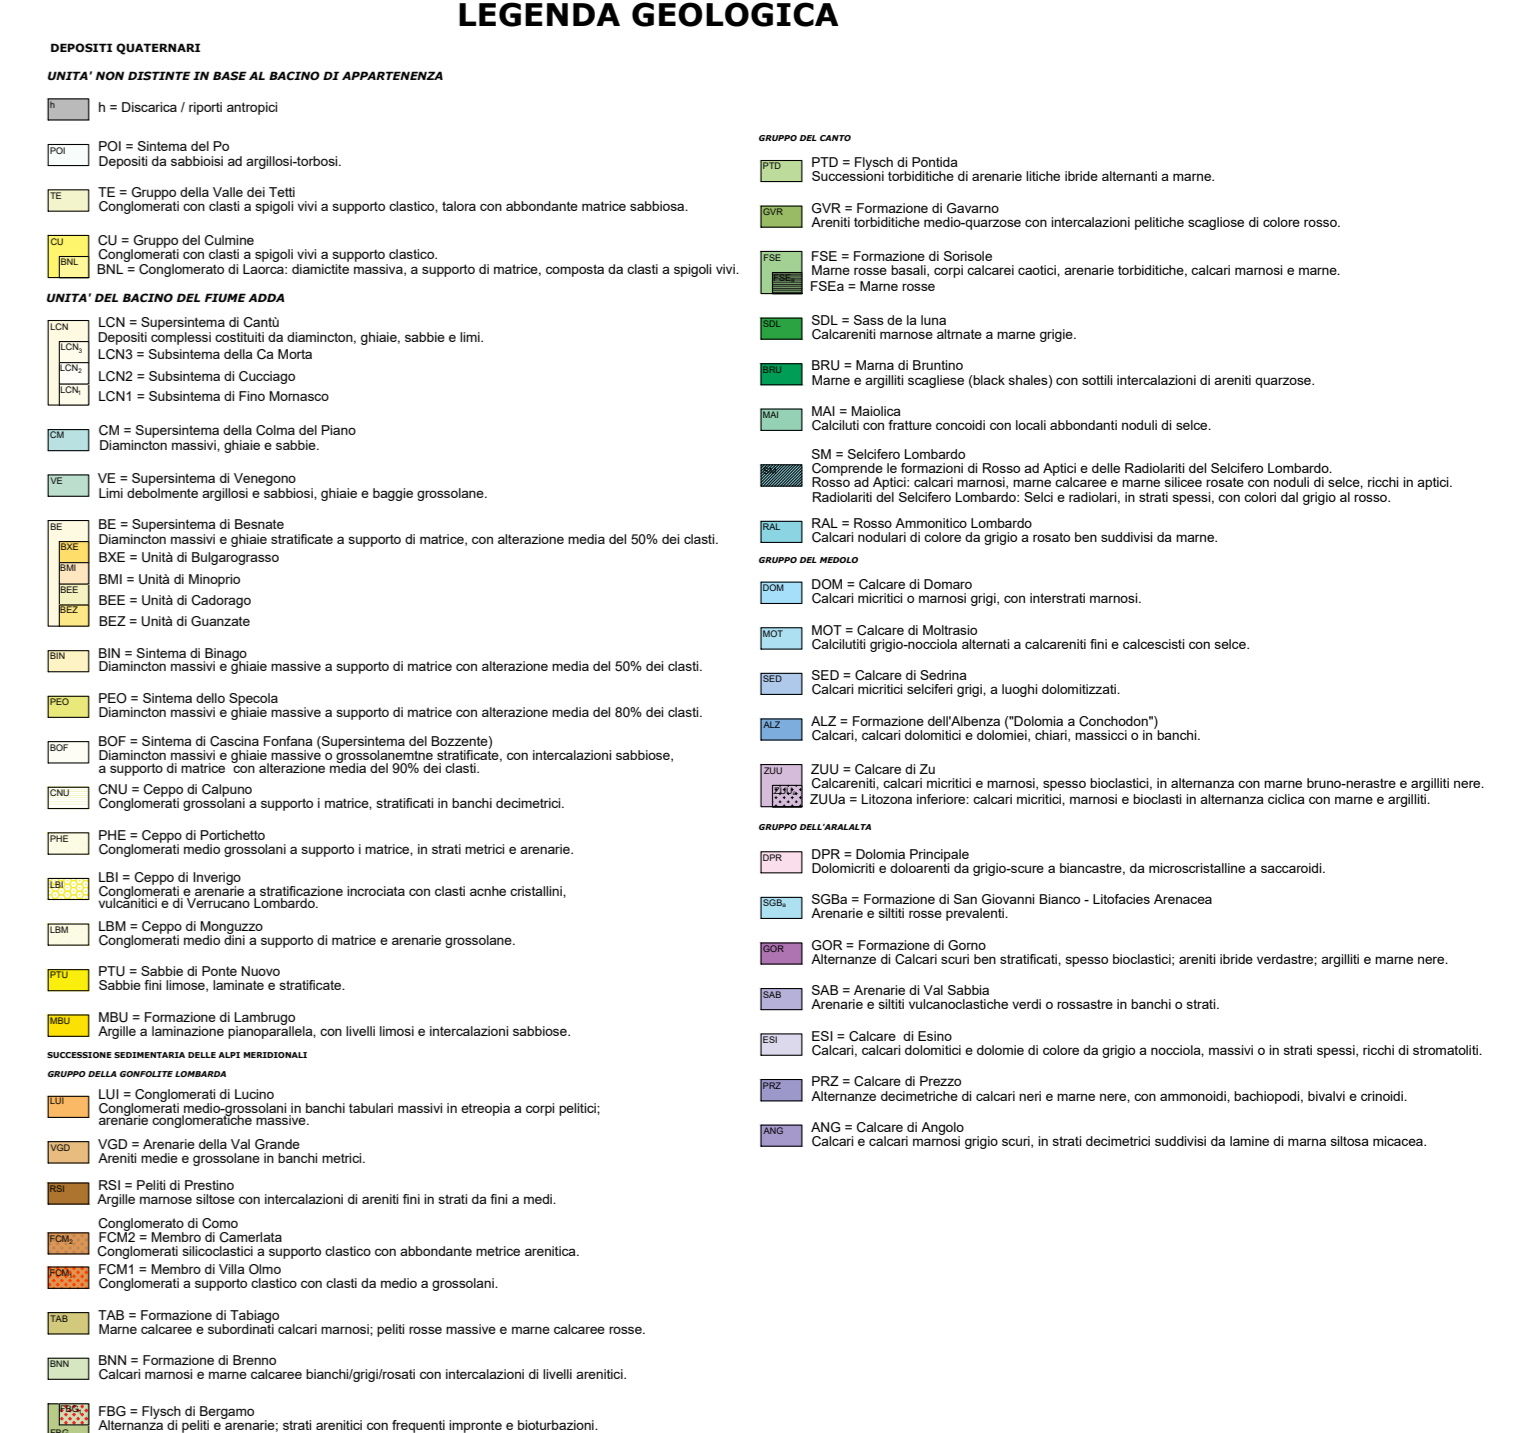 LEGENDA GEOLOGICA
DEPOSITI QUATERNARI
UNITA' NON DISTINTE IN BASE AL BACINO DI APPARTENENZA
h
h = Discarica / riporti antropici
POI
POI = Sintema del Po
Depositi da sabbioisi ad argillosi-torbosi.
TE
TE = Gruppo della Valle dei Tetti
Conglomerati con clasti a spigoli vivi a supporto clastico, talora con abbondante matrice sabbiosa.
CU
BNL
CU = Gruppo del Culmine
Conglomerati con clasti a spigoli vivi a supporto clastico.
BNL = Conglomerato di Laorca: diamictite massiva, a supporto di matrice, composta da clasti a spigoli vivi.
UNITA' DEL BACINO DEL FIUME ADDA
LCN
LCN3
LCN2
LCN1
LCN = Supersintema di Cantù
Depositi complessi costituiti da diamincton, ghiaie, sabbie e limi.
LCN3 = Subsintema della Ca Morta
LCN2 = Subsintema di Cucciago
LCN1 = Subsintema di Fino Mornasco
CM
CM = Supersintema della Colma del Piano
Diamincton massivi, ghiaie e sabbie.
VE
VE = Supersintema di Venegono
Limi debolmente argillosi e sabbiosi, ghiaie e baggie grossolane.
BE
BXE
BMI
BEE
BEZ
BE = Supersintema di Besnate
Diamincton massivi e ghiaie stratificate a supporto di matrice, con alterazione media del 50% dei clasti.
BXE = Unità di Bulgarograsso
BMI = Unità di Minoprio
BEE = Unità di Cadorago
BEZ = Unità di Guanzate
BIN
BIN = Sintema di Binago
Diamincton massivi e ghiaie massive a supporto di matrice con alterazione media del 50% dei clasti.
PEO
PEO = Sintema dello Specola
Diamincton massivi e ghiaie massive a supporto di matrice con alterazione media del 80% dei clasti.
BOF
BOF = Sintema di Cascina Fonfana (Supersintema del Bozzente)
Diamincton massivi e ghiaie massive o grossolanemtne stratificate, con intercalazioni sabbiose,
a supporto di matrice con alterazione media del 90% dei clasti.
CNU
CNU = Ceppo di Calpuno
Conglomerati grossolani a supporto i matrice, stratificati in banchi decimetrici.
PHE
PHE = Ceppo di Portichetto
Conglomerati medio grossolani a supporto i matrice, in strati metrici e arenarie.
LBI
LBI = Ceppo di Inverigo
Conglomerati e arenarie a stratificazione incrociata con clasti acnhe cristallini,
vulcanitici e di Verrucano Lombardo.
LBM
LBM = Ceppo di Monguzzo
Conglomerati medio dini a supporto di matrice e arenarie grossolane.
PTU
PTU = Sabbie di Ponte Nuovo
Sabbie fini limose, laminate e stratificate.
MBU
MBU = Formazione di Lambrugo
Argille a laminazione pianoparallela, con livelli limosi e intercalazioni sabbiose.
SUCCESSIONE SEDIMENTARIA DELLE ALPI MERIDIONALI
GRUPPO DELLA GONFOLITE LOMBARDA
LUI
LUI = Conglomerati di Lucino
Conglomerati medio-grossolani in banchi tabulari massivi in etreopia a corpi pelitici;
arenarie conglomeratiche massive.
VGD
VGD = Arenarie della Val Grande
Areniti medie e grossolane in banchi metrici.
RSI
RSI = Peliti di Prestino
Argille marnose siltose con intercalazioni di areniti fini in strati da fini a medi.
Conglomerato di Como
FCM2
FCM2 = Membro di Camerlata
Conglomerati silicoclastici a supporto clastico con abbondante metrice arenitica.
FCM1
FCM1 = Membro di Villa Olmo
Conglomerati a supporto clastico con clasti da medio a grossolani.
TAB
TAB = Formazione di Tabiago
Marne calcaree e subordinati calcari marnosi; peliti rosse massive e marne calcaree rosse.
BNN
BNN = Formazione di Brenno
Calcari marnosi e marne calcaree bianchi/grigi/rosati con intercalazioni di livelli arenitici.
FBG
FBG = Flysch di Bergamo
Alternanza di peliti e arenarie; strati arenitici con frequenti impronte e bioturbazioni.
GRUPPO DEL CANTO
PTD
PTD = Flysch di Pontida
Successioni torbiditiche di arenarie litiche ibride alternanti a marne.
GVR
GVR = Formazione di Gavarno
Areniti torbiditiche medio-quarzose con intercalazioni pelitiche scagliose di colore rosso.
FSE
FSEa
FSE = Formazione di Sorisole
Marne rosse basali, corpi calcarei caotici, arenarie torbiditiche, calcari marnosi e marne.
FSEa = Marne rosse
SDL
SDL = Sass de la luna
Calcareniti marnose altrnate a marne grigie.
BRU
BRU = Marna di Bruntino
Marne e argilliti scagliese (black shales) con sottili intercalazioni di areniti quarzose.
MAI
MAI = Maiolica
Calciluti con fratture concoidi con locali abbondanti noduli di selce.
SM
SM = Selcifero Lombardo
Comprende le formazioni di Rosso ad Aptici e delle Radiolariti del Selcifero Lombardo.
Rosso ad Aptici: calcari marnosi, marne calcaree e marne silicee rosate con noduli di selce, ricchi in aptici.
Radiolariti del Selcifero Lombardo: Selci e radiolari, in strati spessi, con colori dal grigio al rosso.
RAL
RAL = Rosso Ammonitico Lombardo
Calcari nodulari di colore da grigio a rosato ben suddivisi da marne.
GRUPPO DEL MEDOLO
DOM
DOM = Calcare di Domaro
Calcari micritici o marnosi grigi, con interstrati marnosi.
MOT
MOT = Calcare di Moltrasio
Calcilutiti grigio-nocciola alternati a calcareniti fini e calcescisti con selce.
SED
SED = Calcare di Sedrina
Calcari micritici selciferi grigi, a luoghi dolomitizzati.
ALZ
ALZ = Formazione dell'Albenza ("Dolomia a Conchodon")
Calcari, calcari dolomitici e dolomiei, chiari, massicci o in banchi.
ZUU
ZUUa
ZUU = Calcare di Zu
Calcareniti, calcari micritici e marnosi, spesso bioclastici, in alternanza con marne bruno-nerastre e argilliti nere.
ZUUa = Litozona inferiore: calcari micritici, marnosi e bioclasti in alternanza ciclica con marne e argilliti.
GRUPPO DELL'ARALALTA
DPR
DPR = Dolomia Principale
Dolomicriti e doloarenti da grigio-scure a biancastre, da microscristalline a saccaroidi.
SGBa
SGBa = Formazione di San Giovanni Bianco - Litofacies Arenacea
Arenarie e siltiti rosse prevalenti.
GOR
GOR = Formazione di Gorno
Alternanze di Calcari scuri ben stratificati, spesso bioclastici; areniti ibride verdastre; argilliti e marne nere.
SAB
SAB = Arenarie di Val Sabbia
Arenarie e siltiti vulcanoclastiche verdi o rossastre in banchi o strati.
ESI
ESI = Calcare di Esino
Calcari, calcari dolomitici e dolomie di colore da grigio a nocciola, massivi o in strati spessi, ricchi di stromatoliti.
PRZ
PRZ = Calcare di Prezzo
Alternanze decimetriche di calcari neri e marne nere, con ammonoidi, bachiopodi, bivalvi e crinoidi.
ANG
ANG = Calcare di Angolo
Calcari e calcari marnosi grigio scuri, in strati decimetrici suddivisi da lamine di marna siltosa micacea.